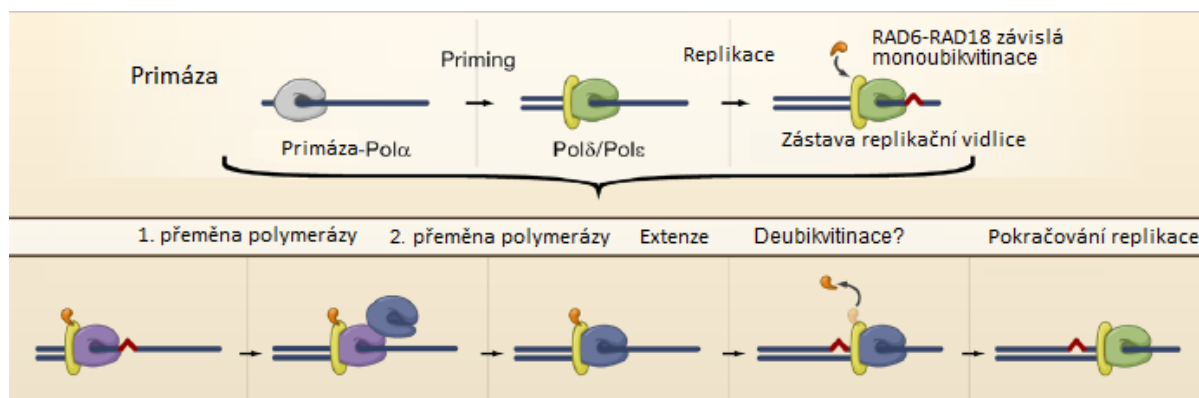 Primáza
Priming
Replikace
RAD6-RAD18 závislá
monoubikvitinace
Primáza-Polα
Polδ/Polε
Zástava replikační vidlice
1. přeměna polymerázy
2. přeměna polymerázy
Extenze
Deubikvitinace?
Pokračování replikace